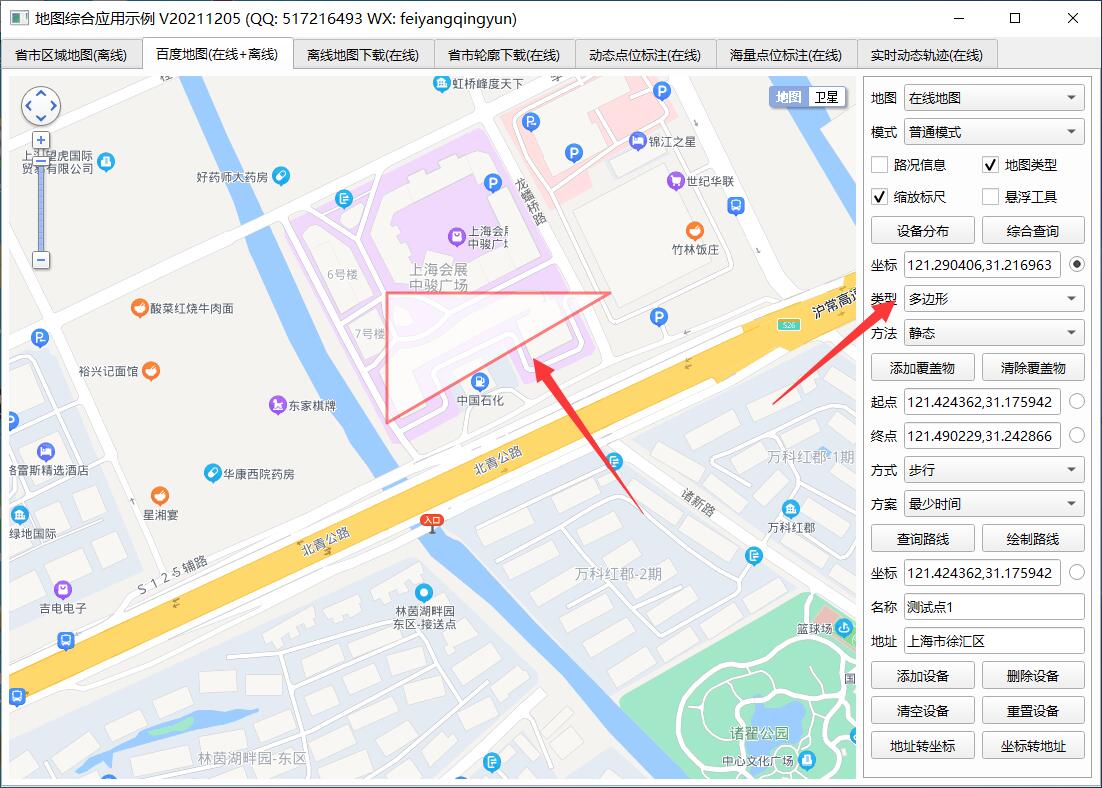 地图综合应用示例 V20211205 (QQ: 517216493 WX: feiyangqingyun)
省市区域地图(离线)
百度地图(在线+离线)
离线地图下载(在线)
省市轮廓下载(在线)
动态点位标注(在线)
海量点位标注(在线)
实时动态轨迹(在线)
虹桥峰度天下
地图
卫星
上海望虎国际
贸易有限公司
好药师大药房
龙蟠桥路
锦江之星
世纪华联
上海会展
中骏广场
上海会展
中骏广场
竹林饭庄
6号楼
7号楼
酸菜红烧牛肉面
沪常高速
S26
裕兴记面馆
中国石化
东家棋牌
格雷斯精选酒店
华康西院药房
北青公路
万科红郡-1期
诸新路
星湘宴
绿地国际
入口
万科红郡
北青公路
S125辅路
万科红郡-2期
吉电电子
林茵湖畔园
东区-接送点
篮球场
国
诸翟公园
林茵湖畔园-东区
中心文化广场
地图 在线地图
模式 普通模式
路况信息 地图类型
缩放标尺 悬浮工具
设备分布 综合查询
坐标 121.290406,31.216963
类型 多边形
方法 静态
添加覆盖物 清除覆盖物
起点 121.424362,31.175942
终点 121.490229,31.242866
方式 步行
方案 最少时间
查询路线 绘制路线
坐标 121.424362,31.175942
名称 测试点1
地址 上海市徐汇区
添加设备 删除设备
清空设备 重置设备
地址转坐标 坐标转地址